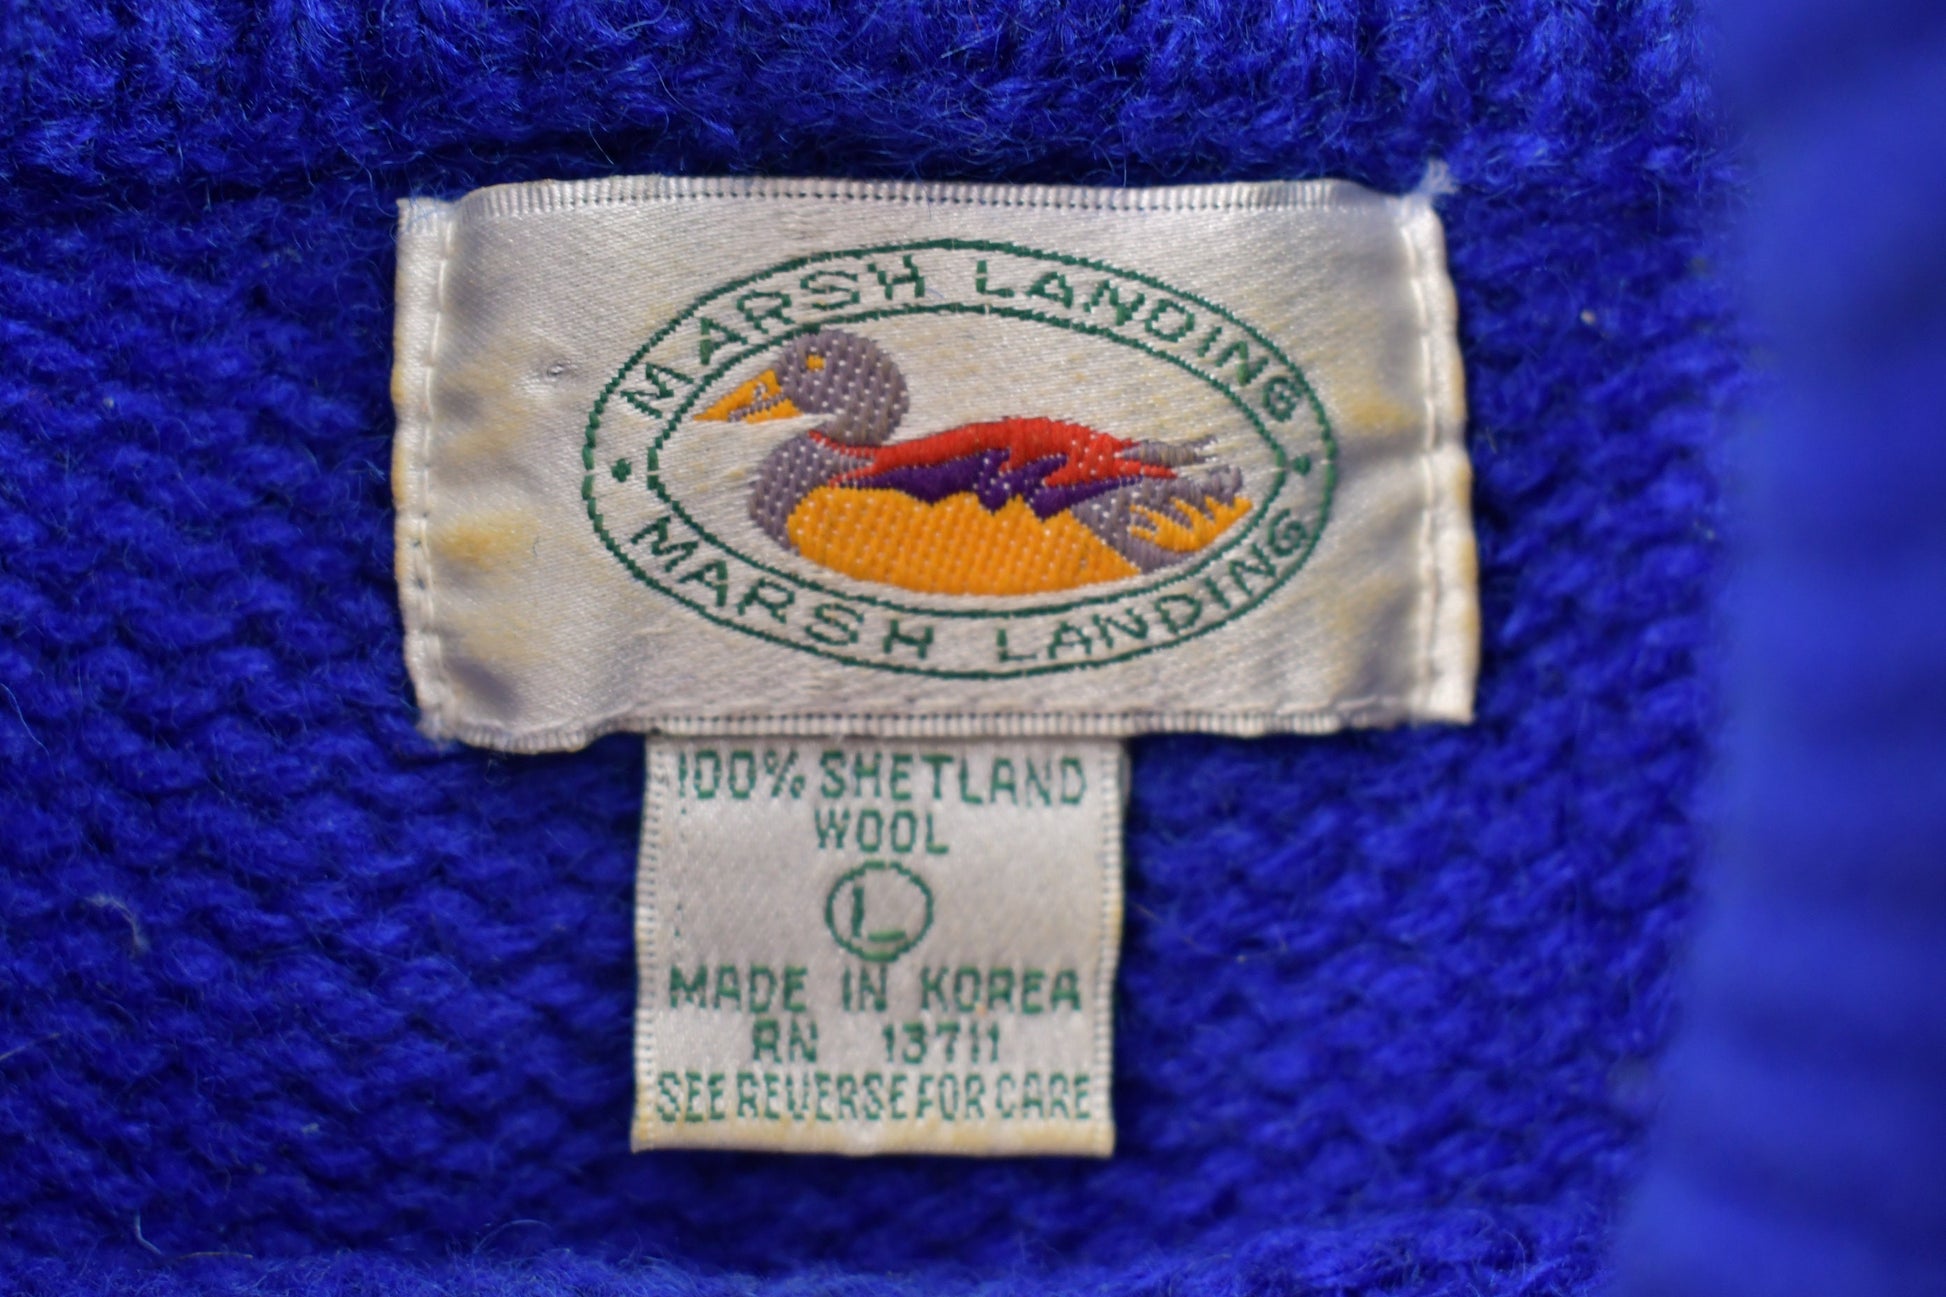 • MARSH LANDING •
MARSH LANDING
100% SHETLAND
WOOL
L
MADE IN KOREA
RN 13711
SEE REVERSE FOR CARE